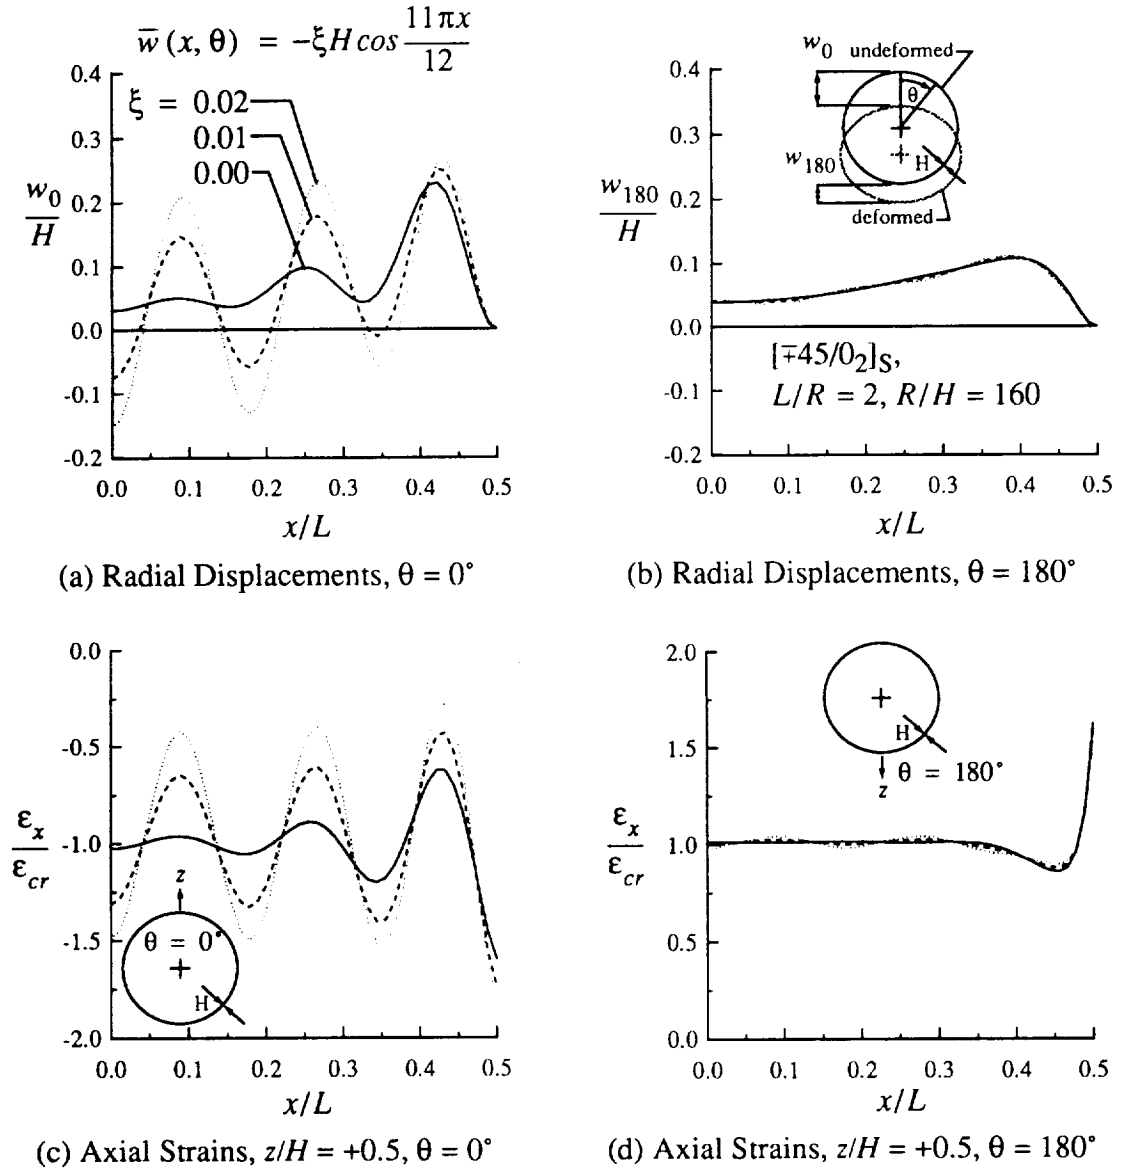 w̅ (x, θ) = −ξH cos 11πx/12
ξ = 0.02
0.01
0.00
w₀/H
0.4
0.3
0.2
0.1
0.0
-0.1
-0.2
0.0 0.1 0.2 0.3 0.4 0.5
x/L
(a) Radial Displacements, θ = 0°
w₀
undeformed
θ
H
w₁₈₀
deformed
w₁₈₀/H
0.4
0.3
0.2
0.1
0.0
-0.1
-0.2
[∓45/0₂]S,
L/R = 2, R/H = 160
0.0 0.1 0.2 0.3 0.4 0.5
x/L
(b) Radial Displacements, θ = 180°
εx/εcr
0.0
-0.5
-1.0
-1.5
-2.0
z
θ = 0°
H
0.0 0.1 0.2 0.3 0.4 0.5
x/L
(c) Axial Strains, z/H = +0.5, θ = 0°
εx/εcr
2.0
1.5
1.0
0.5
0.0
H
θ = 180°
z
0.0 0.1 0.2 0.3 0.4 0.5
x/L
(d) Axial Strains, z/H = +0.5, θ = 180°